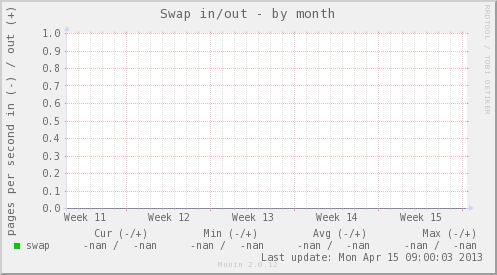 Swap in/out - by month
RRDTOOL / TOBI OETIKER
pages per second in (-) / out (+)
1.0
0.9
0.8
0.7
0.6
0.5
0.4
0.3
0.2
0.1
0.0
Week 11 Week 12 Week 13 Week 14 Week 15
Cur (-/+) Min (-/+) Avg (-/+) Max (-/+)
swap -nan / -nan -nan / -nan -nan / -nan -nan / -nan
Last update: Mon Apr 15 09:00:03 2013
Munin 2.0.12